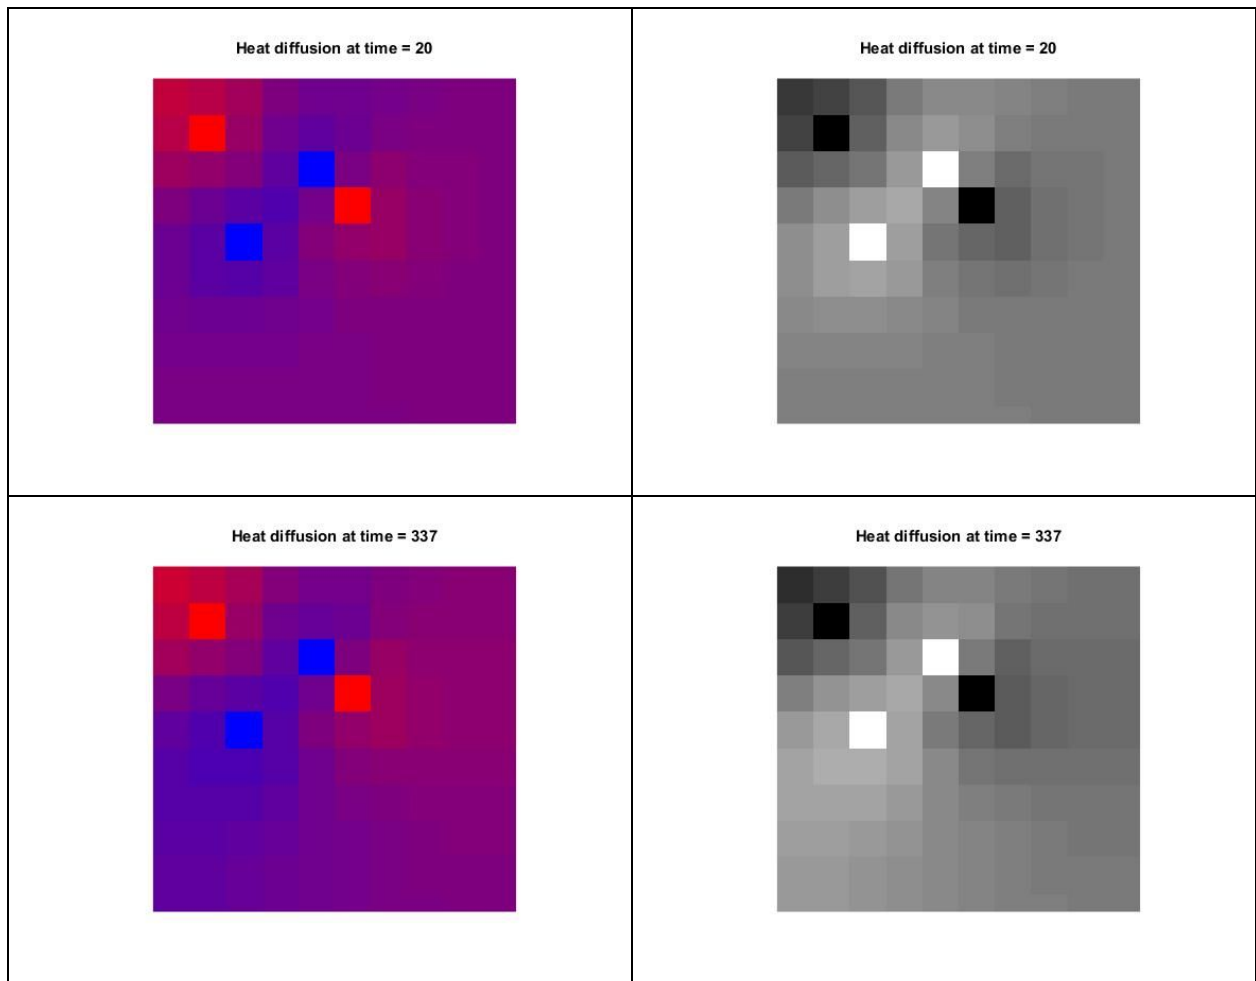 Heat diffusion at time = 20
Heat diffusion at time = 20
Heat diffusion at time = 337
Heat diffusion at time = 337